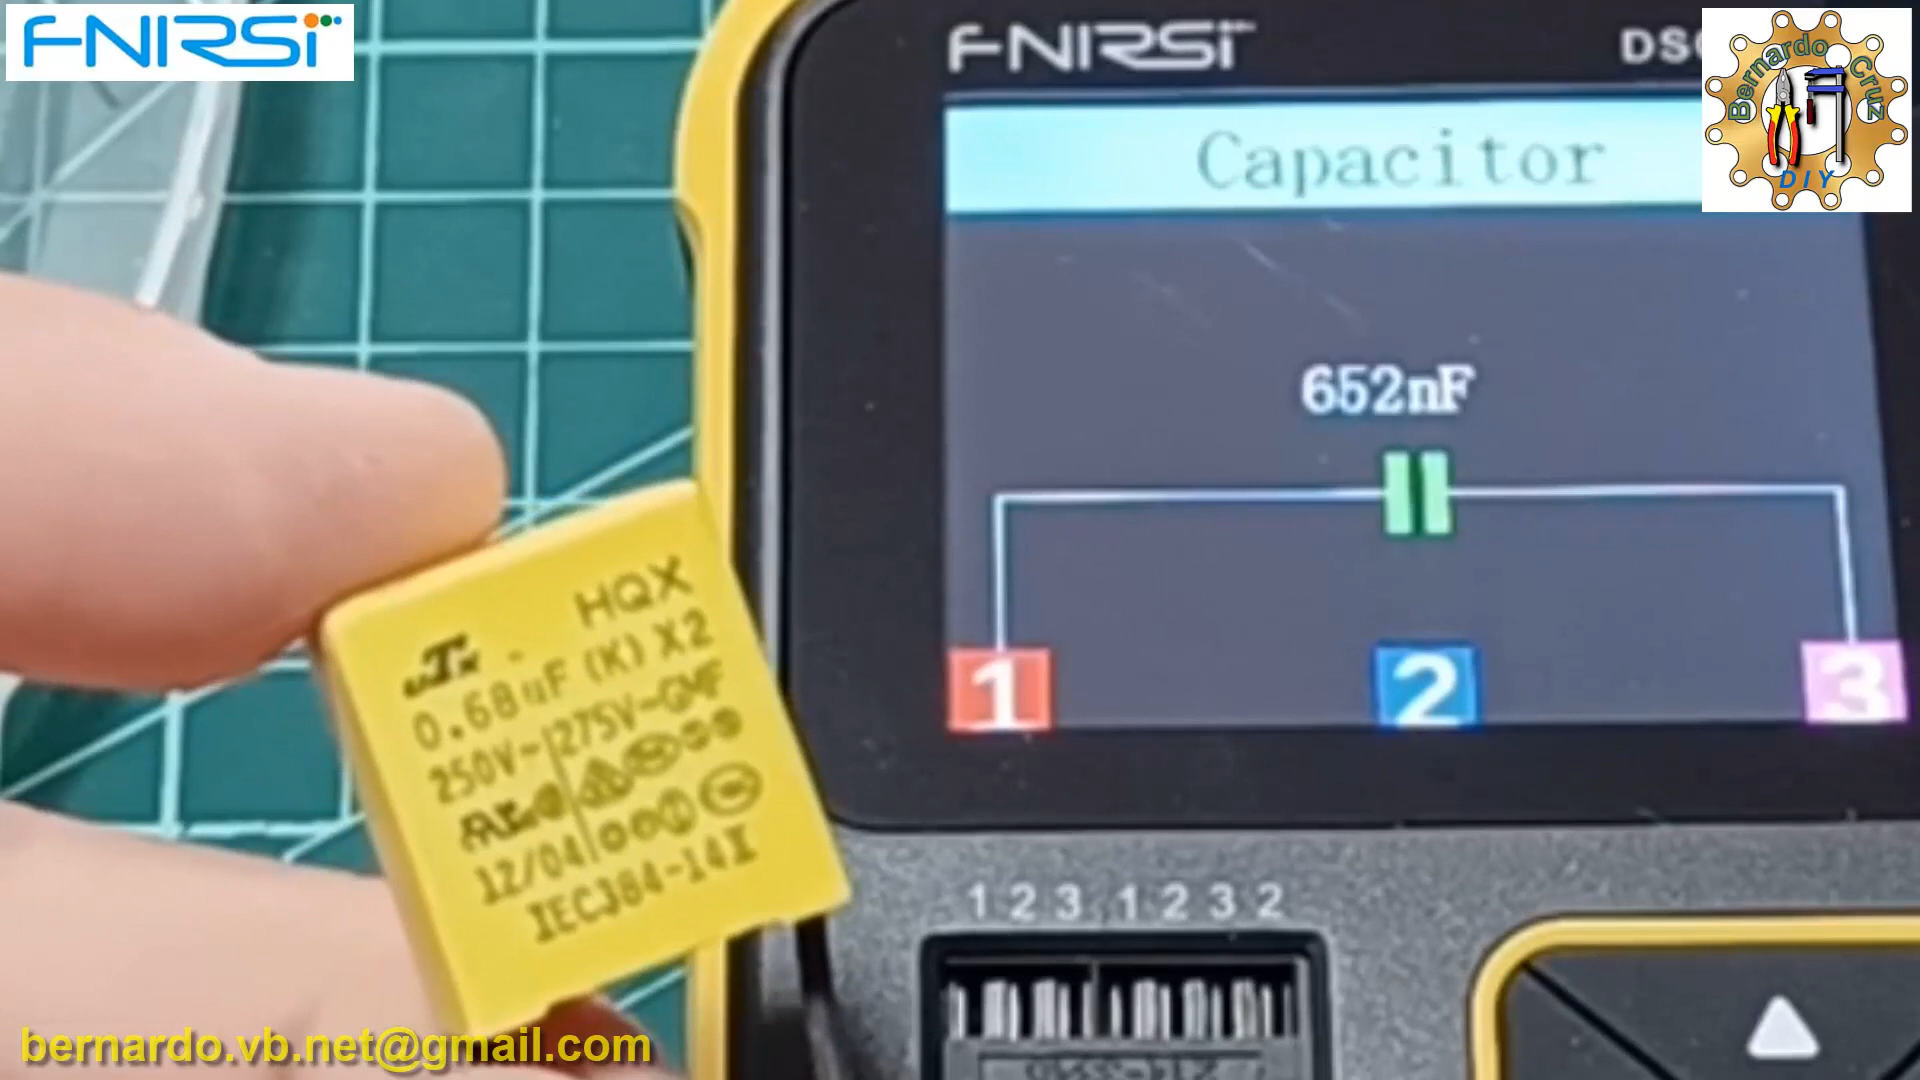 FNIRSI
FNIRSI
DS
Bernardo Cruz
DIY
Capacitor
652nF
1 2 3
HQX
0.68uF (K) X2
250V~ 275V~GMF
12/04
IEC384-14II
1 2 3 1 2 3 2
bernardo.vb.net@gmail.com